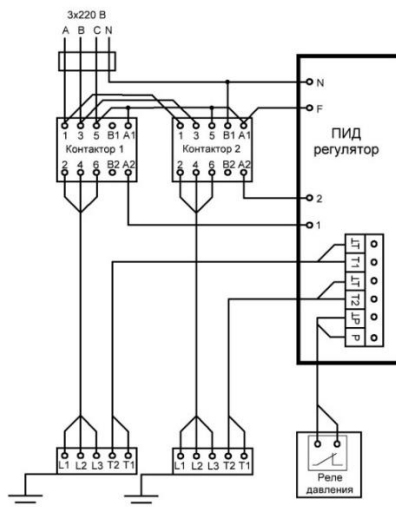 3x220 В
A B C N
N
F
1 3 5 B1 A1
Контактор 1
2 4 6 B2 A2
1 3 5 B1 A1
Контактор 2
2 4 6 B2 A2
ПИД
регулятор
2
1
⊥T
T1
⊥T
T2
⊥P
P
L1 L2 L3 T2 T1
L1 L2 L3 T2 T1
Реле
давления